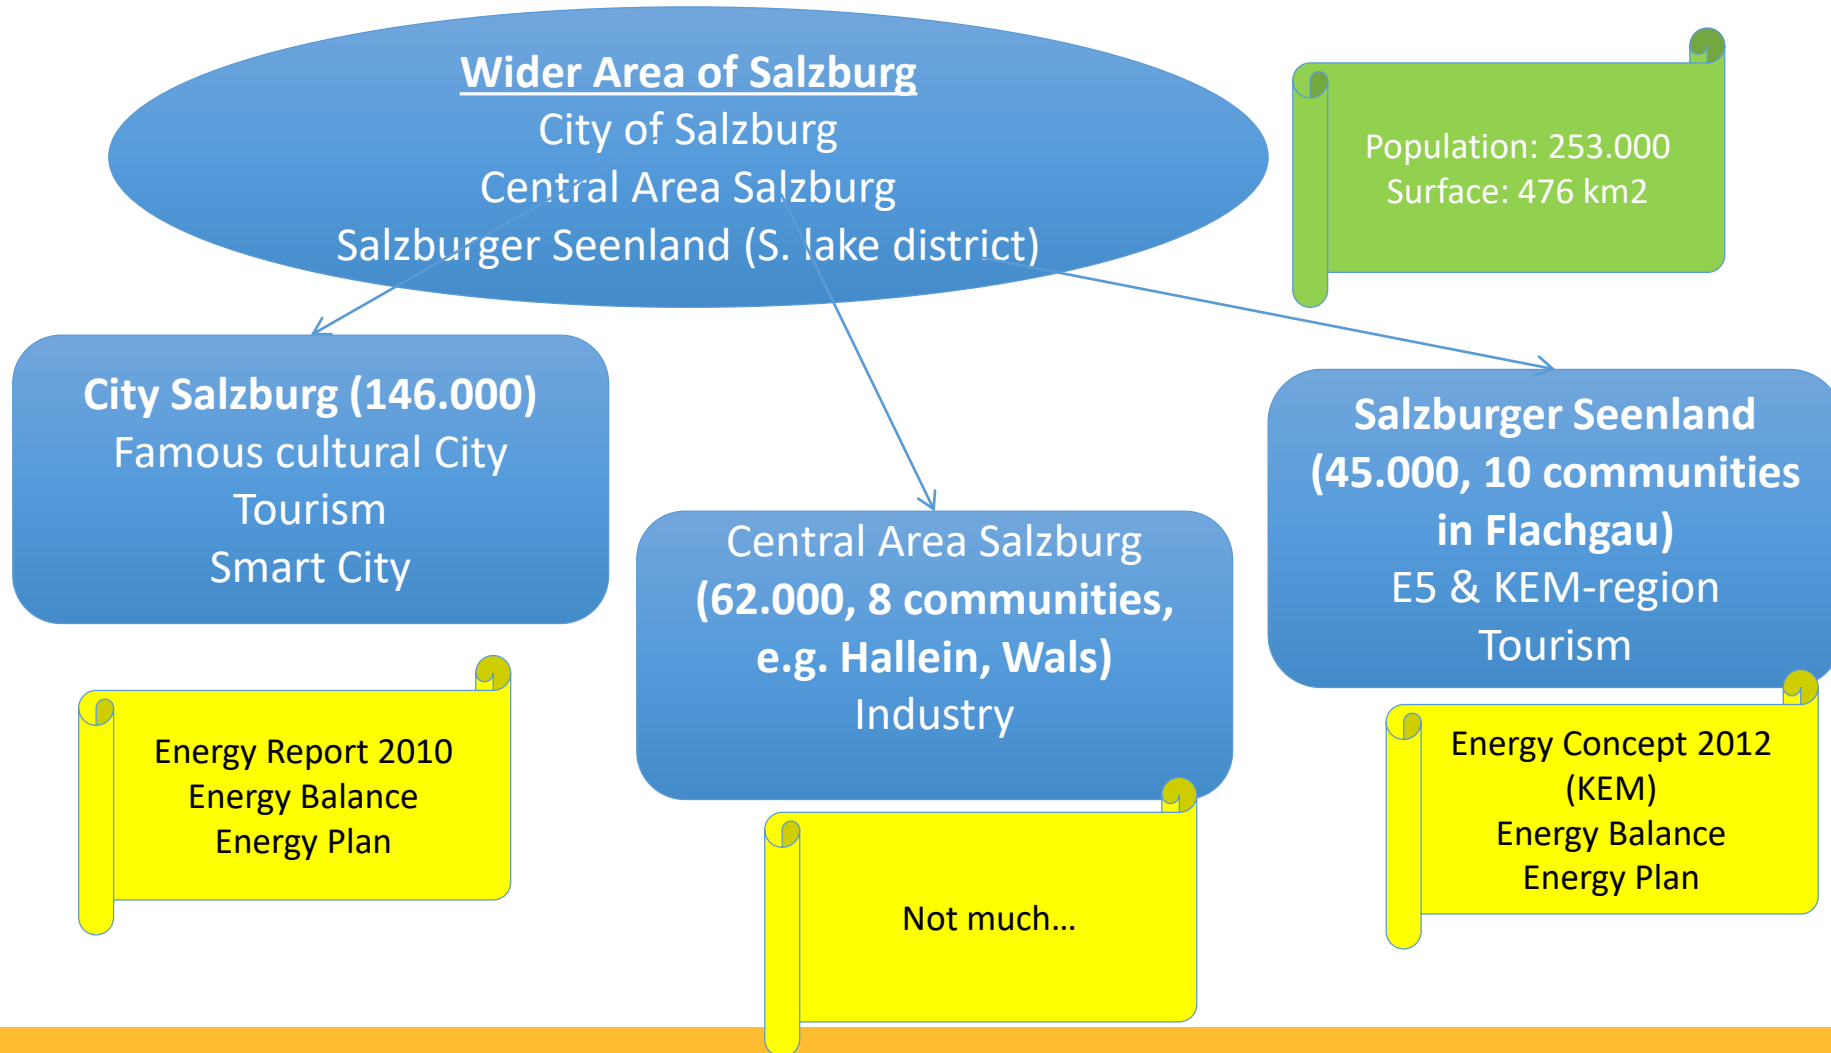 Wider Area of Salzburg
City of Salzburg
Central Area Salzburg
Salzburger Seenland (S. lake district)
Population: 253.000
Surface: 476 km2
City Salzburg (146.000)
Famous cultural City
Tourism
Smart City
Central Area Salzburg
(62.000, 8 communities,
e.g. Hallein, Wals)
Industry
Salzburger Seenland
(45.000, 10 communities
in Flachgau)
E5 & KEM-region
Tourism
Energy Report 2010
Energy Balance
Energy Plan
Not much...
Energy Concept 2012
(KEM)
Energy Balance
Energy Plan